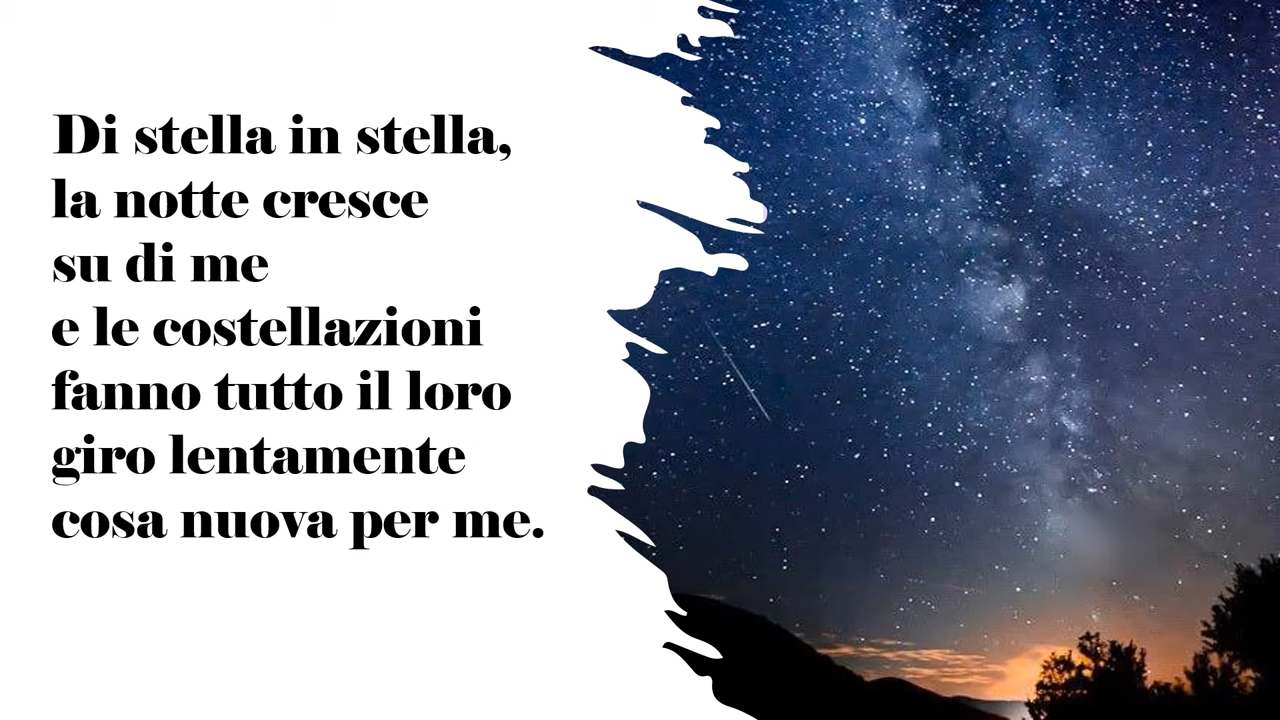 Di stella in stella,
la notte cresce
su di me
e le costellazioni
fanno tutto il loro
giro lentamente
cosa nuova per me.